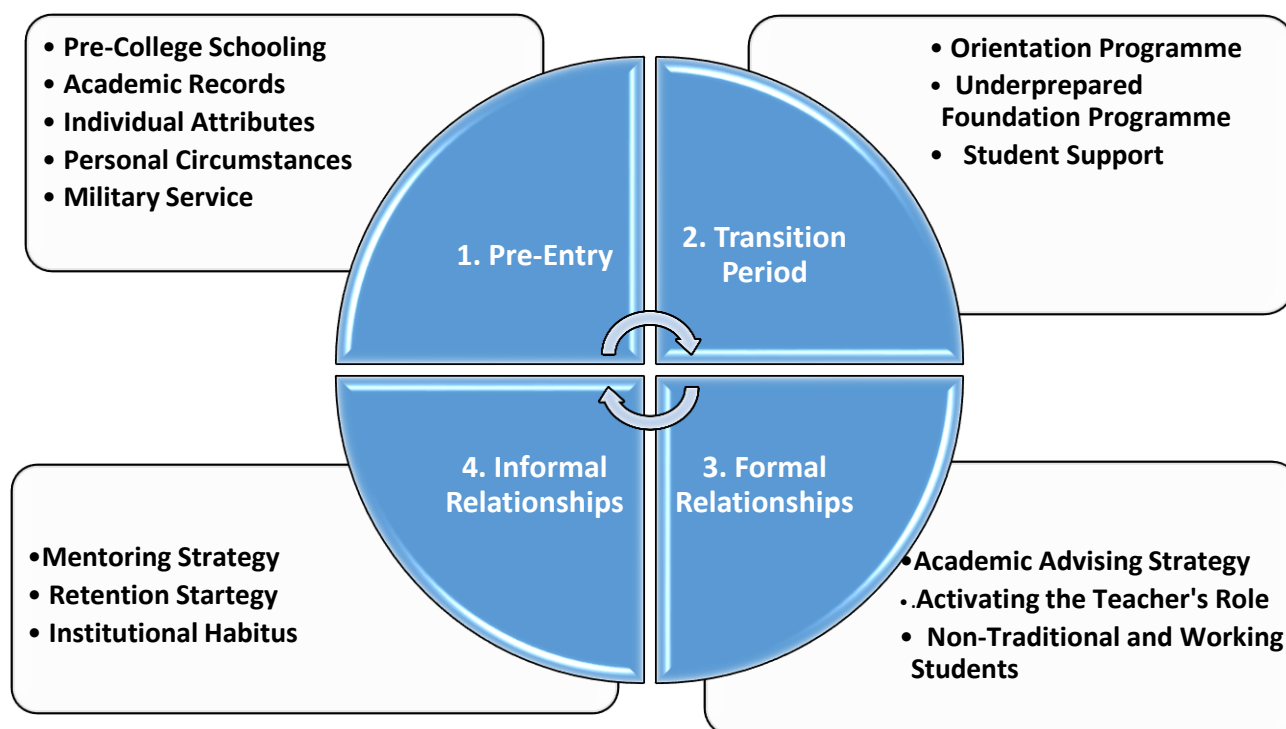 • Pre-College Schooling
• Academic Records
• Individual Attributes
• Personal Circumstances
• Military Service
• Orientation Programme
• Underprepared
Foundation Programme
• Student Support
1. Pre-Entry
2. Transition
Period
4. Informal
Relationships
3. Formal
Relationships
•Mentoring Strategy
• Retention Startegy
• Institutional Habitus
•Academic Advising Strategy
• .Activating the Teacher's Role
• Non-Traditional and Working
Students